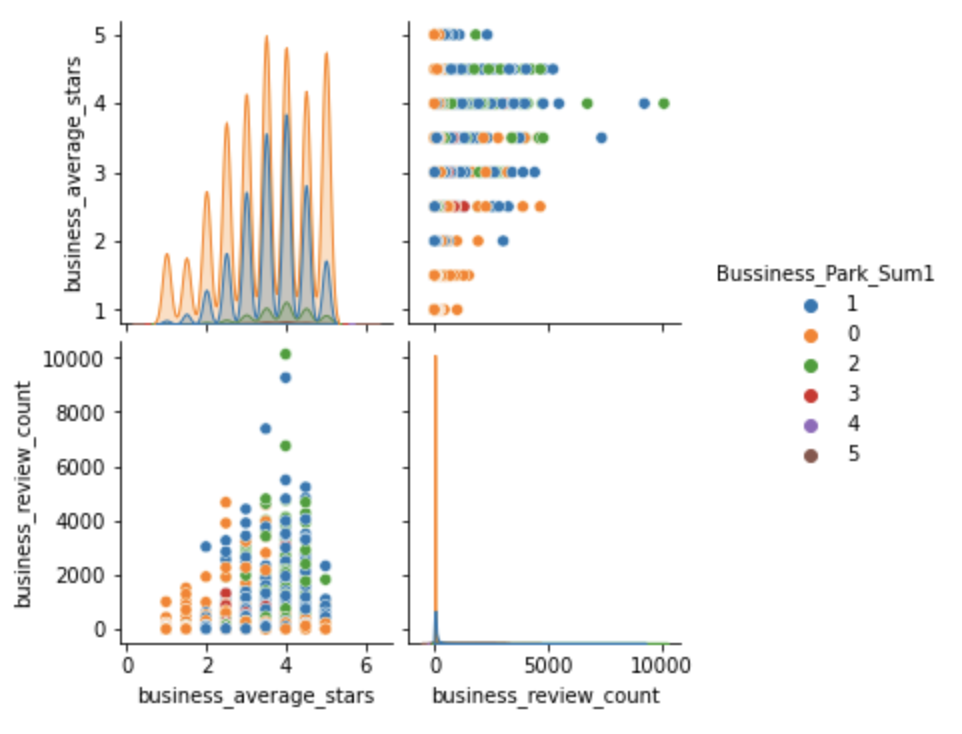 5
4
3
2
1
business_average_stars
10000
8000
6000
4000
2000
0
business_review_count
0 2 4 6
business_average_stars
0 5000 10000
business_review_count
Bussiness_Park_Sum1
1
0
2
3
4
5